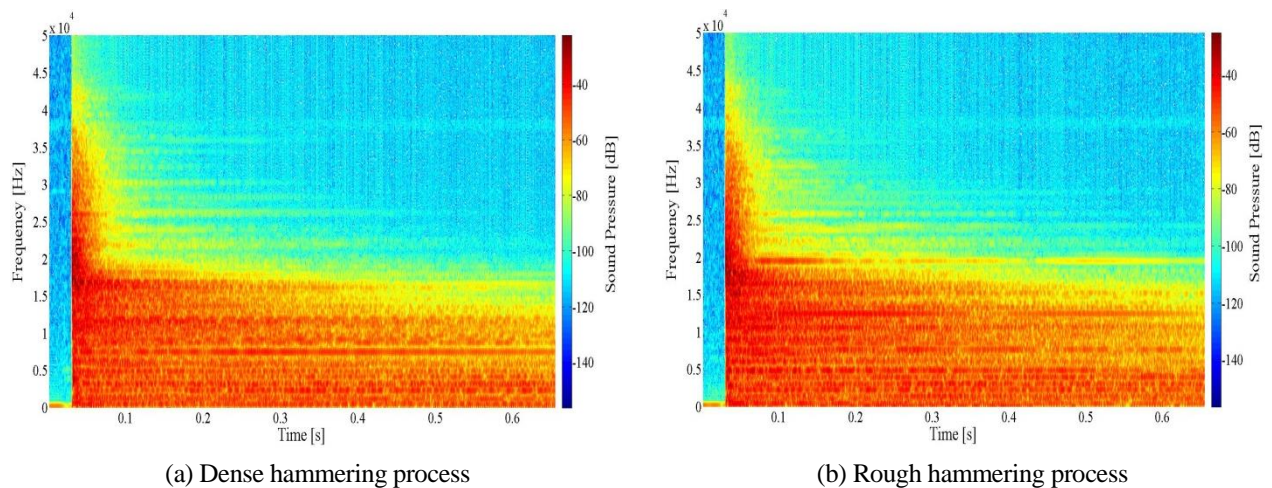 x 10 4
5
4.5
4
3.5
3
2.5
2
1.5
1
0.5
0
Frequency [Hz]
0.1 0.2 0.3 0.4 0.5 0.6
Time [s]
-40
-60
-80
-100
-120
-140
Sound Pressure [dB]
(a) Dense hammering process
x 10 4
5
4.5
4
3.5
3
2.5
2
1.5
1
0.5
0
Frequency [Hz]
0.1 0.2 0.3 0.4 0.5 0.6
Time [s]
-40
-60
-80
-100
-120
-140
Sound Pressure [dB]
(b) Rough hammering process